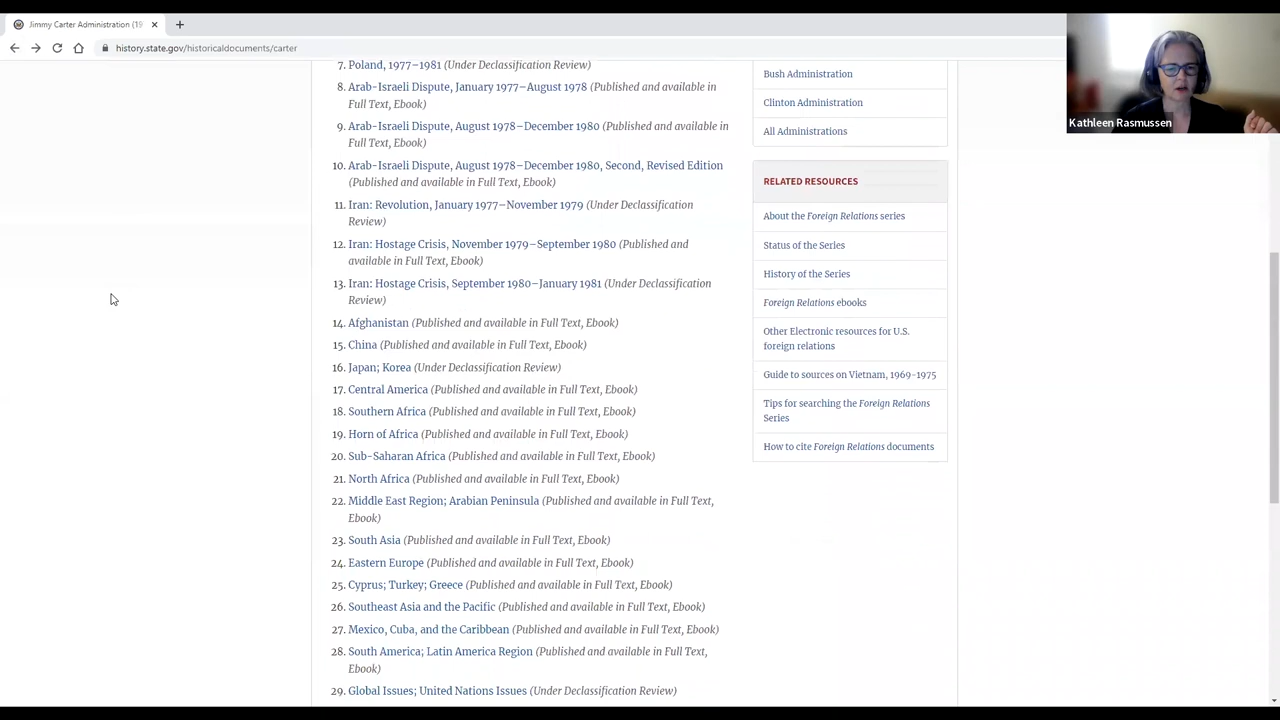 Jimmy Carter Administration (19
history.state.gov/historicaldocuments/carter
Kathleen Rasmussen
7. Poland, 1977–1981 (Under Declassification Review)
8. Arab-Israeli Dispute, January 1977–August 1978 (Published and available in
Full Text, Ebook)
9. Arab-Israeli Dispute, August 1978–December 1980 (Published and available in
Full Text, Ebook)
10. Arab-Israeli Dispute, August 1978–December 1980, Second, Revised Edition
(Published and available in Full Text, Ebook)
11. Iran: Revolution, January 1977–November 1979 (Under Declassification
Review)
12. Iran: Hostage Crisis, November 1979–September 1980 (Published and
available in Full Text, Ebook)
13. Iran: Hostage Crisis, September 1980–January 1981 (Under Declassification
Review)
14. Afghanistan (Published and available in Full Text, Ebook)
15. China (Published and available in Full Text, Ebook)
16. Japan; Korea (Under Declassification Review)
17. Central America (Published and available in Full Text, Ebook)
18. Southern Africa (Published and available in Full Text, Ebook)
19. Horn of Africa (Published and available in Full Text, Ebook)
20. Sub-Saharan Africa (Published and available in Full Text, Ebook)
21. North Africa (Published and available in Full Text, Ebook)
22. Middle East Region; Arabian Peninsula (Published and available in Full Text,
Ebook)
23. South Asia (Published and available in Full Text, Ebook)
24. Eastern Europe (Published and available in Full Text, Ebook)
25. Cyprus; Turkey; Greece (Published and available in Full Text, Ebook)
26. Southeast Asia and the Pacific (Published and available in Full Text, Ebook)
27. Mexico, Cuba, and the Caribbean (Published and available in Full Text, Ebook)
28. South America; Latin America Region (Published and available in Full Text,
Ebook)
29. Global Issues; United Nations Issues (Under Declassification Review)
Bush Administration
Clinton Administration
All Administrations
RELATED RESOURCES
About the Foreign Relations series
Status of the Series
History of the Series
Foreign Relations ebooks
Other Electronic resources for U.S.
foreign relations
Guide to sources on Vietnam, 1969-1975
Tips for searching the Foreign Relations
Series
How to cite Foreign Relations documents